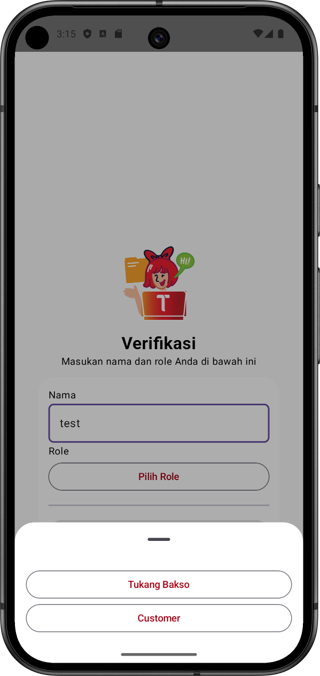 3:15
Hi!
T
Verifikasi
Masukan nama dan role Anda di bawah ini
Nama
test
Role
Pilih Role
Tukang Bakso
Customer